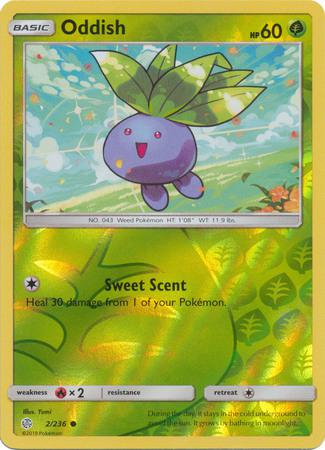 BASIC Oddish HP60
NO. 043 Weed Pokémon HT: 1'08" WT: 11.9 lbs.
Sweet Scent
Heal 30 damage from 1 of your Pokémon.
weakness ×2 resistance retreat
Illus. Yumi
2/236
©2019 Pokémon
During the day, it stays in the cold underground to
avoid the sun. It grows by bathing in moonlight.